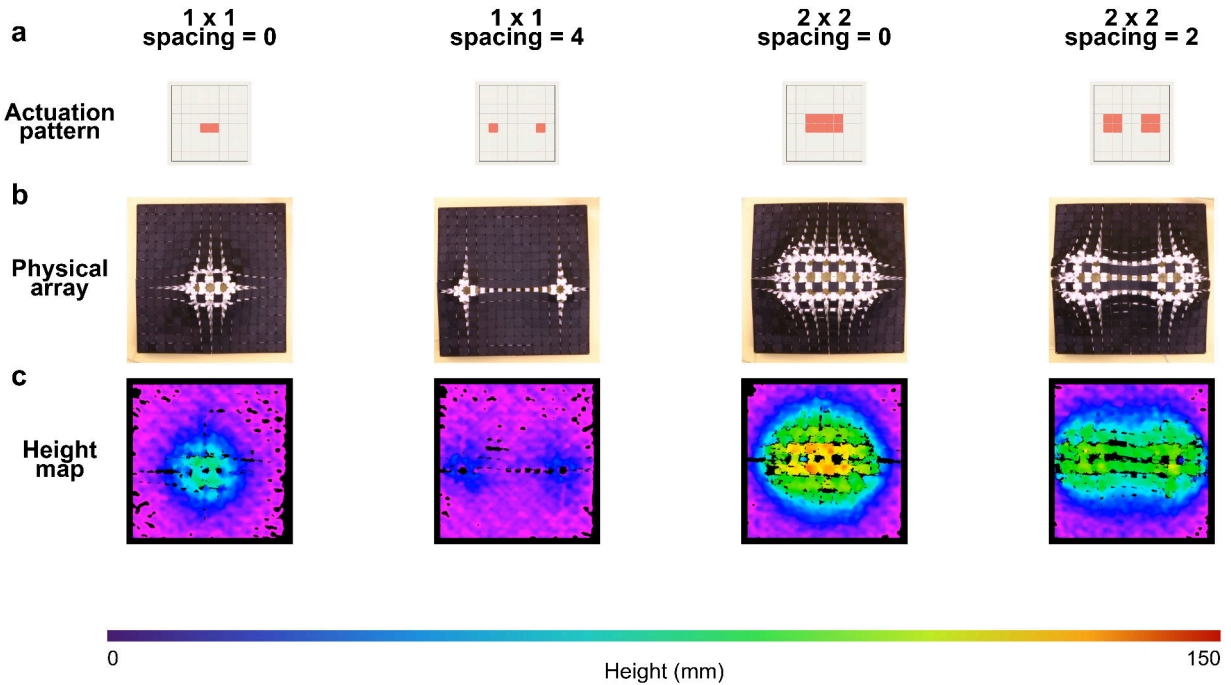 a
1 x 1
spacing = 0
1 x 1
spacing = 4
2 x 2
spacing = 0
2 x 2
spacing = 2
Actuation
pattern
b
Physical
array
c
Height
map
0
150
Height (mm)